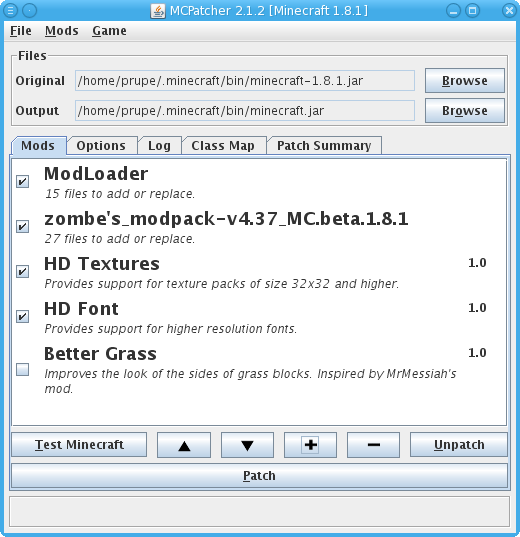 MCPatcher 2.1.2 [Minecraft 1.8.1]
File Mods Game
Files
Original /home/prupe/.minecraft/bin/minecraft-1.8.1.jar Browse
Output /home/prupe/.minecraft/bin/minecraft.jar Browse
Mods Options Log Class Map Patch Summary
ModLoader
15 files to add or replace.
zombe's_modpack-v4.37_MC.beta.1.8.1
27 files to add or replace.
HD Textures 1.0
Provides support for texture packs of size 32x32 and higher.
HD Font 1.0
Provides support for higher resolution fonts.
Better Grass 1.0
Improves the look of the sides of grass blocks. Inspired by MrMessiah's
mod.
Test Minecraft Unpatch
Patch